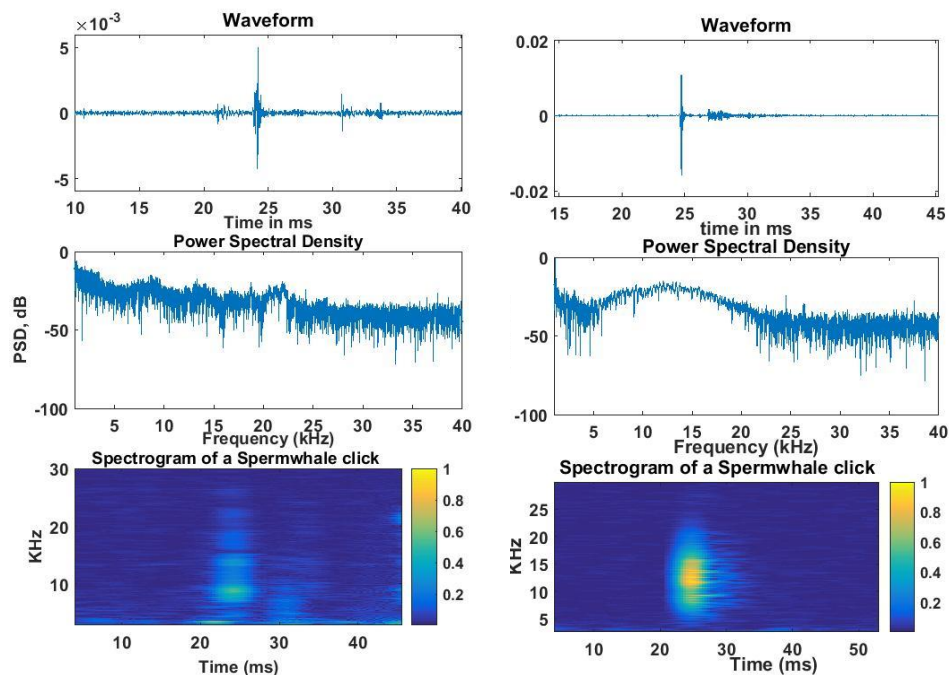 Waveform
×10-3
5
0
-5
10 15 20 25 30 35 40
Time in ms
Power Spectral Density
0
-50
-100
PSD, dB
5 10 15 20 25 30 35 40
Frequency (kHz)
Spectrogram of a Spermwhale click
30
20
10
KHz
10 20 30 40
Time (ms)
1
0.8
0.6
0.4
0.2
Waveform
0.02
0
-0.02
15 20 25 30 35 40 45
time in ms
Power Spectral Density
0
-50
-100
5 10 15 20 25 30 35 40
Frequency (kHz)
Spectrogram of a Spermwhale click
25
20
15
10
5
KHz
10 20 30 40 50
Time (ms)
1
0.8
0.6
0.4
0.2